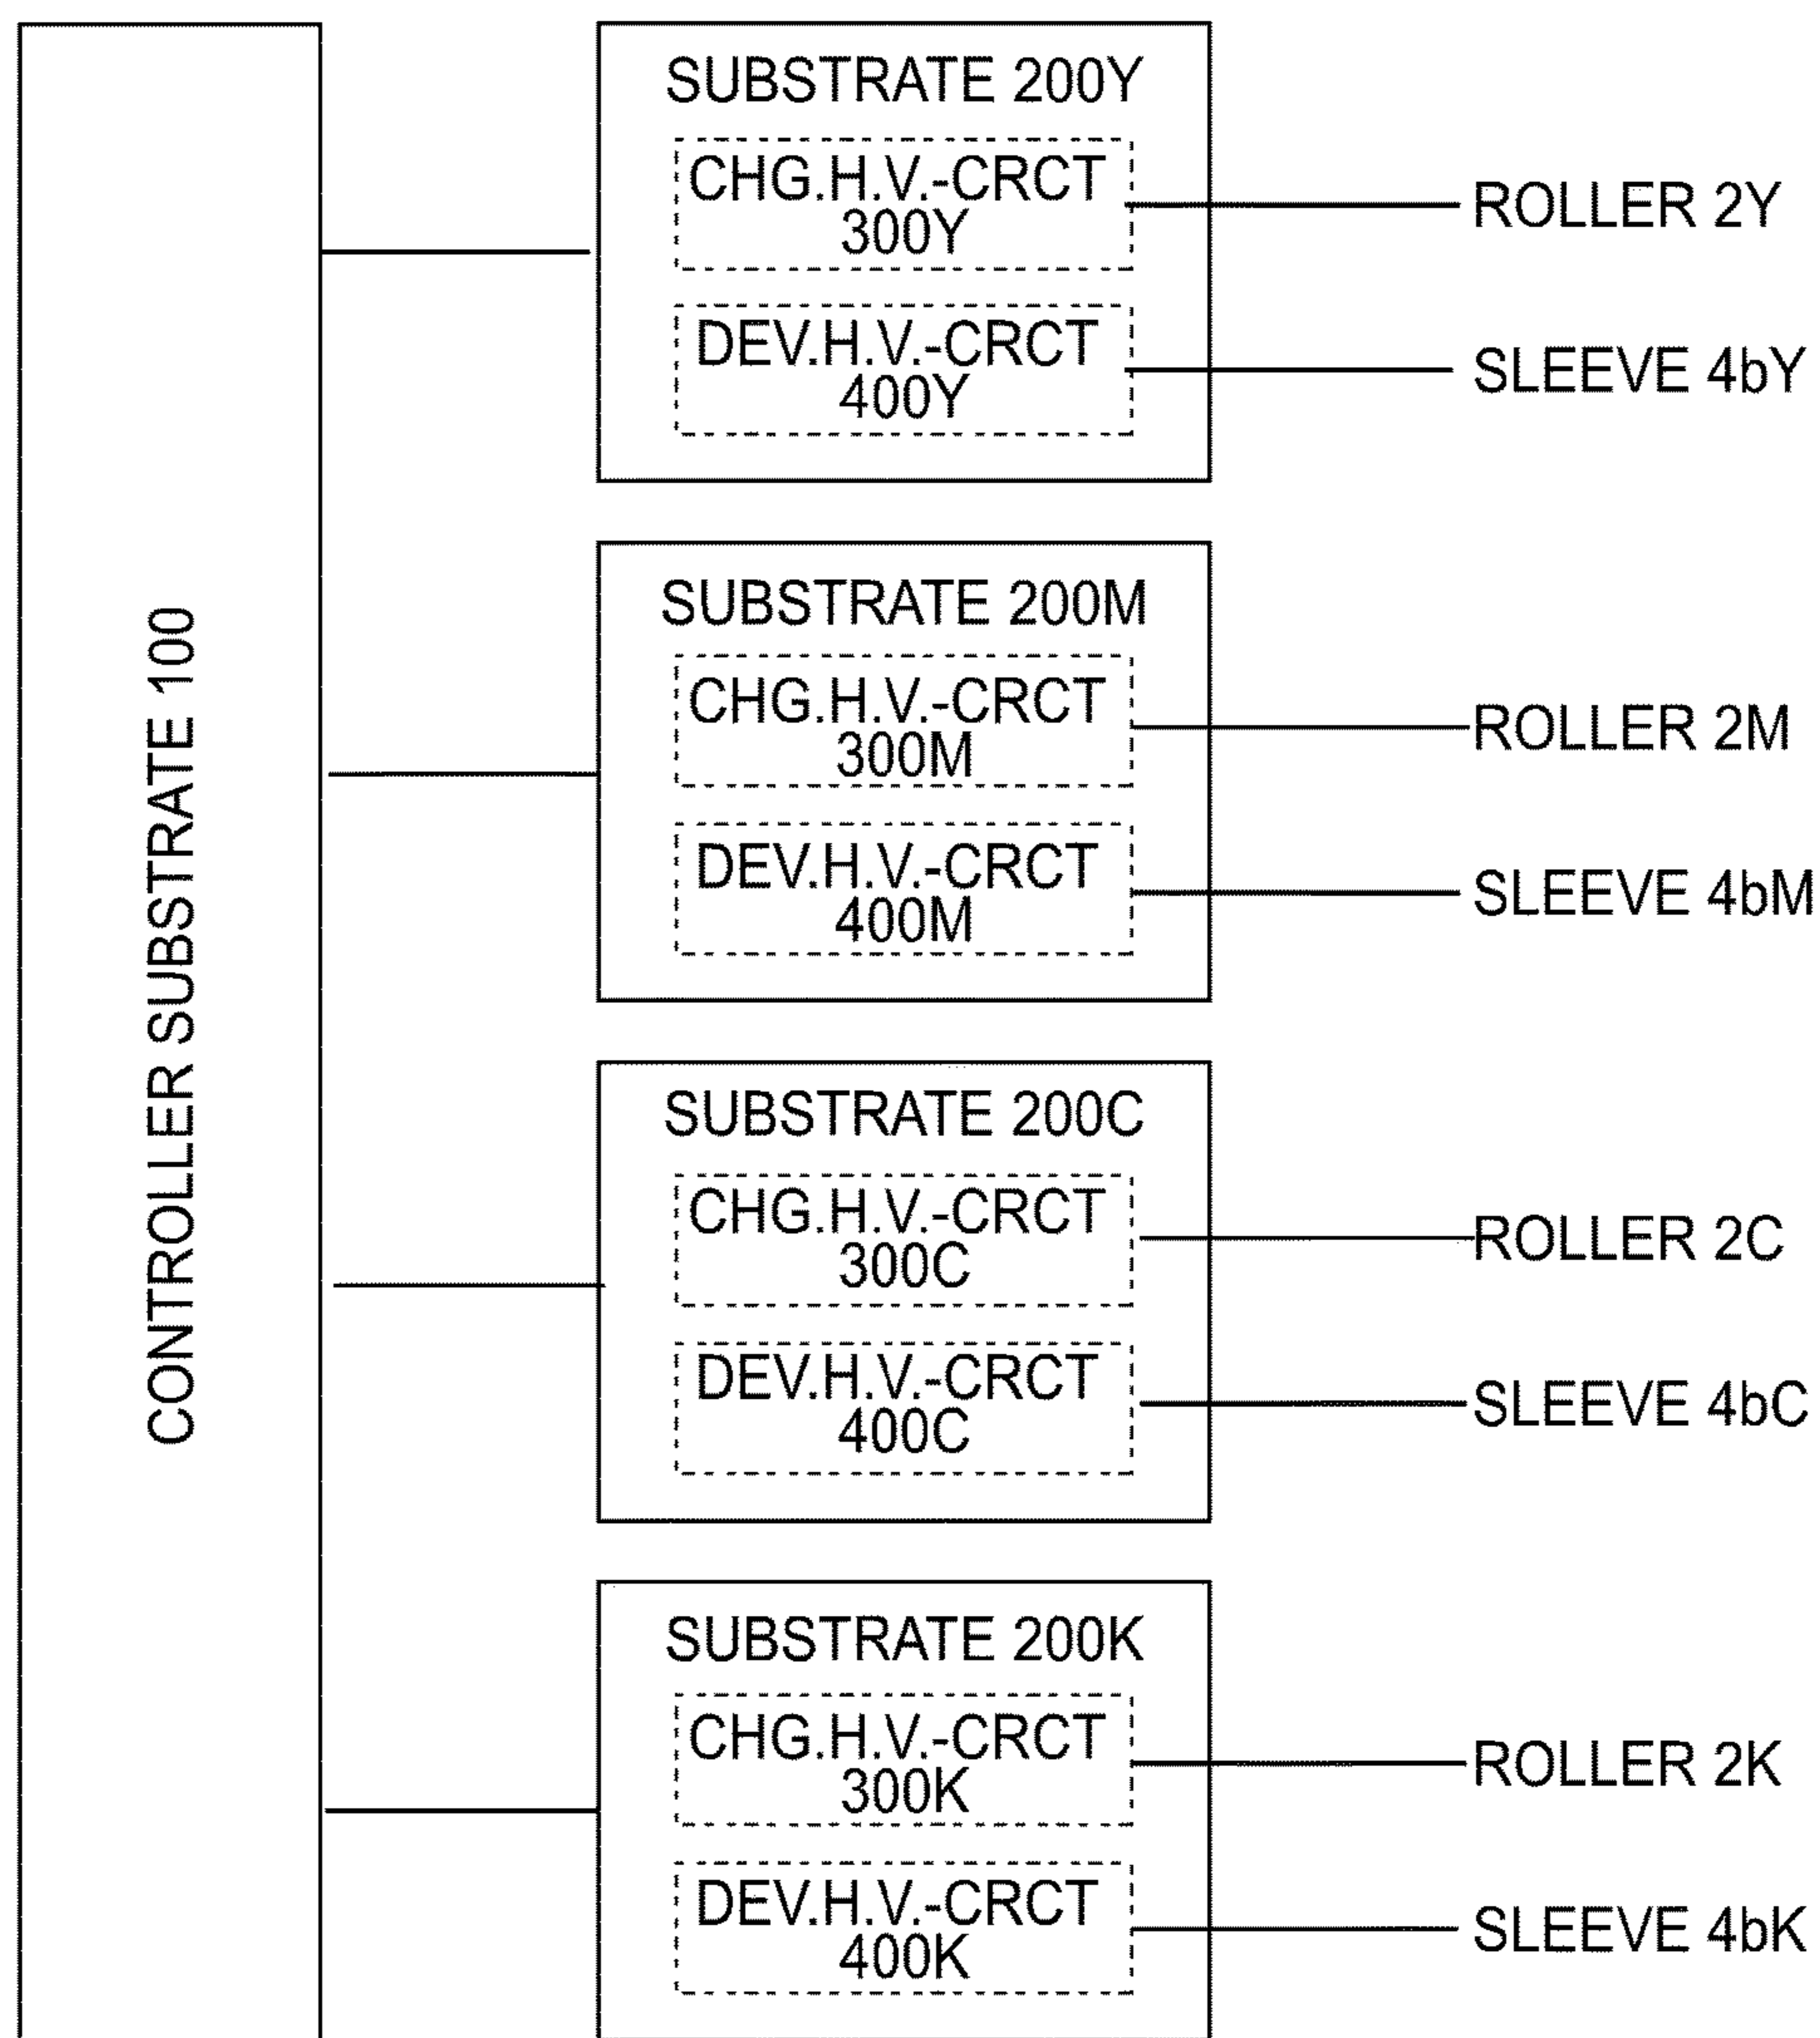 CONTROLLER SUBSTRATE 100
SUBSTRATE 200Y
CHG.H.V.-CRCT
300Y
ROLLER 2Y
DEV.H.V.-CRCT
400Y
SLEEVE 4bY
SUBSTRATE 200M
CHG.H.V.-CRCT
300M
ROLLER 2M
DEV.H.V.-CRCT
400M
SLEEVE 4bM
SUBSTRATE 200C
CHG.H.V.-CRCT
300C
ROLLER 2C
DEV.H.V.-CRCT
400C
SLEEVE 4bC
SUBSTRATE 200K
CHG.H.V.-CRCT
300K
ROLLER 2K
DEV.H.V.-CRCT
400K
SLEEVE 4bK